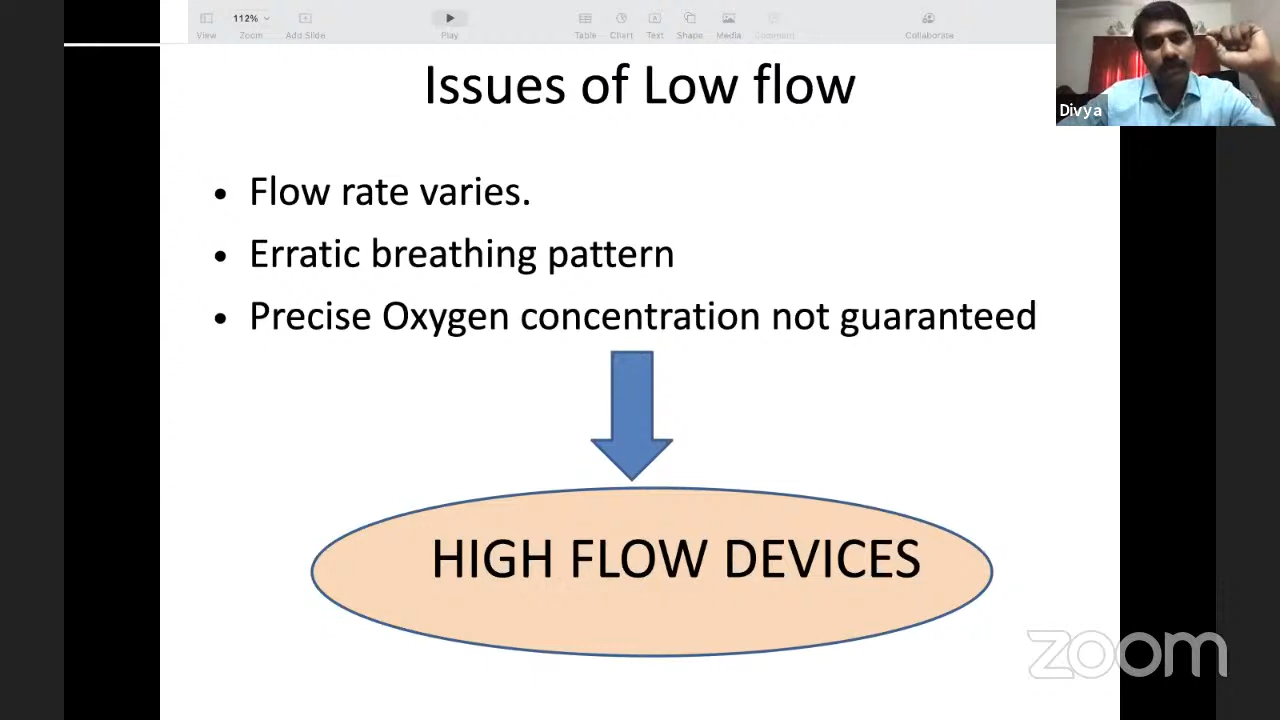 112%
View
Zoom
Add Slide
Play
Table
Chart
Text
Shape
Media
Comment
Collaborate
Divya
Issues of Low flow
• Flow rate varies.
• Erratic breathing pattern
• Precise Oxygen concentration not guaranteed
HIGH FLOW DEVICES
zoom